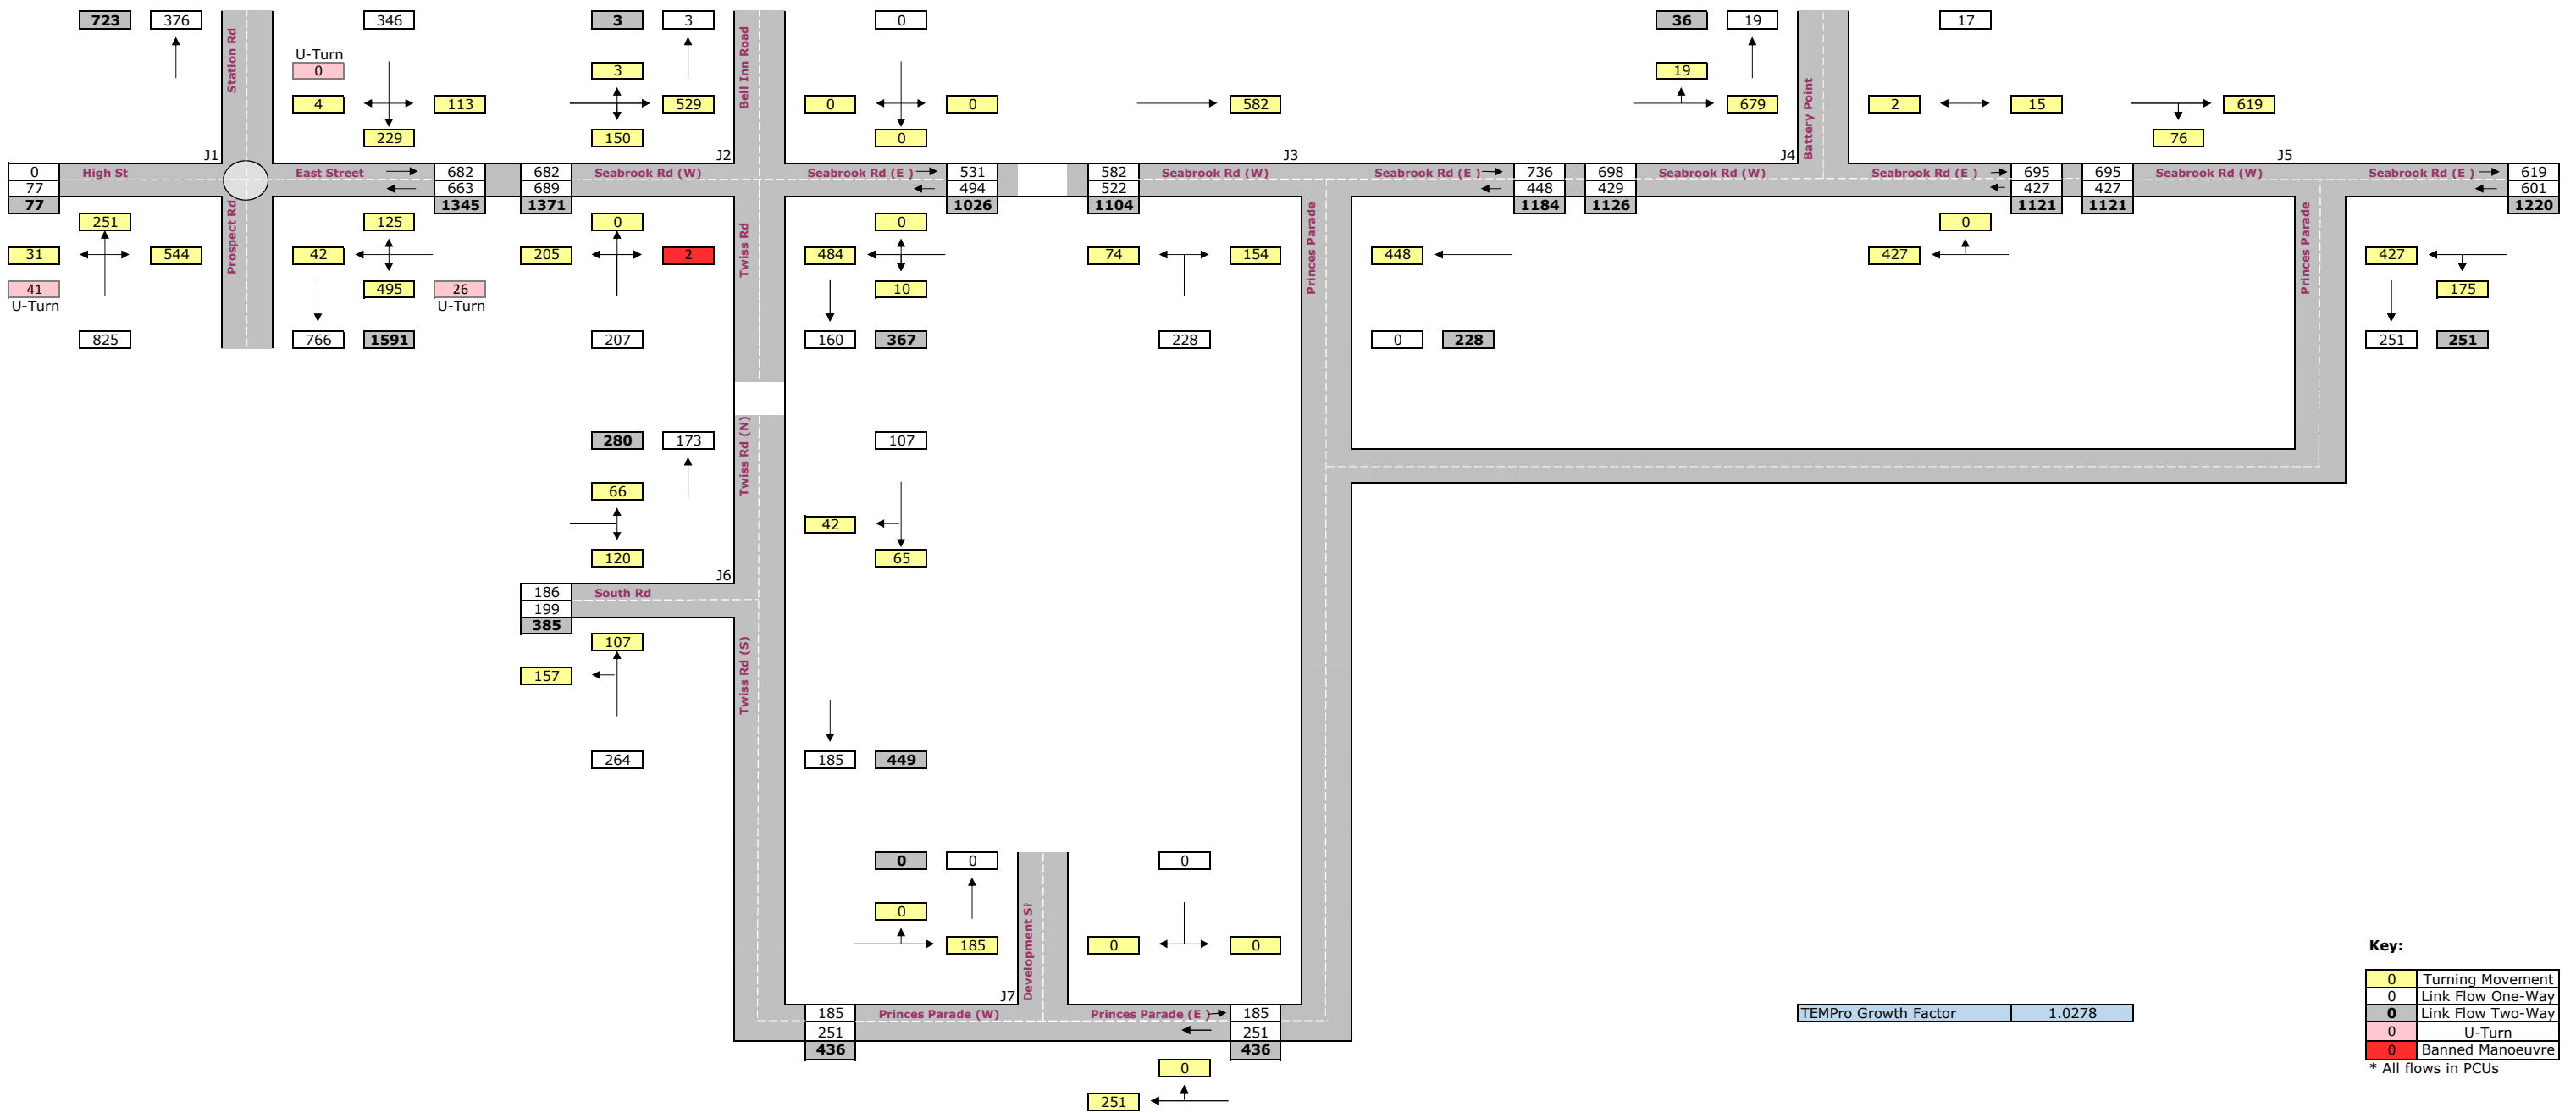 723 376 346 3 3 0 36 19 17
Station Rd
Bell Inn Road
Battery Point
U-Turn
0 3 19
4 113 529 0 0 582 679 2 15 619
229 150 0 76
J1 J2 J3 J4 J5
0 High St East Street 682 682 Seabrook Rd (W) Seabrook Rd (E ) 531 582 Seabrook Rd (W) Seabrook Rd (E ) 736 698 Seabrook Rd (W) Seabrook Rd (E ) 695 695 Seabrook Rd (W) Seabrook Rd (E ) 619
77 663 689 494 522 448 429 427 427 601
77 1345 1371 1026 1104 1184 1126 1121 1121 1220
Prospect Rd
Twiss Rd
Princes Parade
Princes Parade
251 125 0 0 0
31 544 42 205 2 484 74 154 448 427 427
41 495 26 10 175
U-Turn U-Turn
825 766 1591 207 160 367 228 0 228 251 251
280 173 107
Twiss Rd (N)
66
42
120 65
J6
186 South Rd
199
385
107
157
Twiss Rd (S)
264 185 449
0 0 0
0
185 0 0
Development Si
J7
185 Princes Parade (W) Princes Parade (E ) 185
251 251
436 436
0
251
TEMPro Growth Factor 1.0278
Key:
0 Turning Movement
0 Link Flow One-Way
0 Link Flow Two-Way
0 U-Turn
0 Banned Manoeuvre
* All flows in PCUs